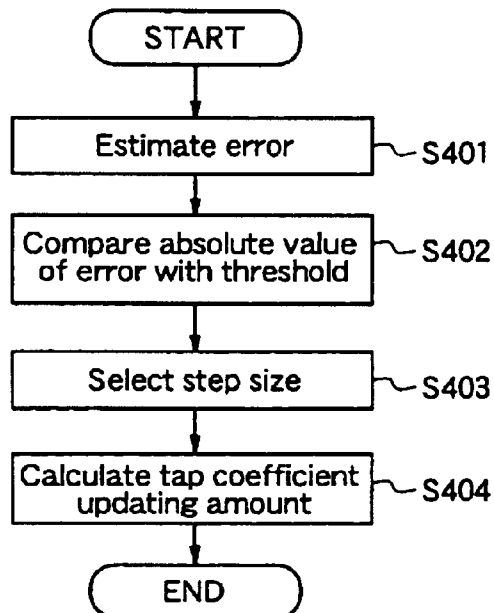 START
Estimate error
S401
Compare absolute value
of error with threshold
S402
Select step size
S403
Calculate tap coefficient
updating amount
S404
END